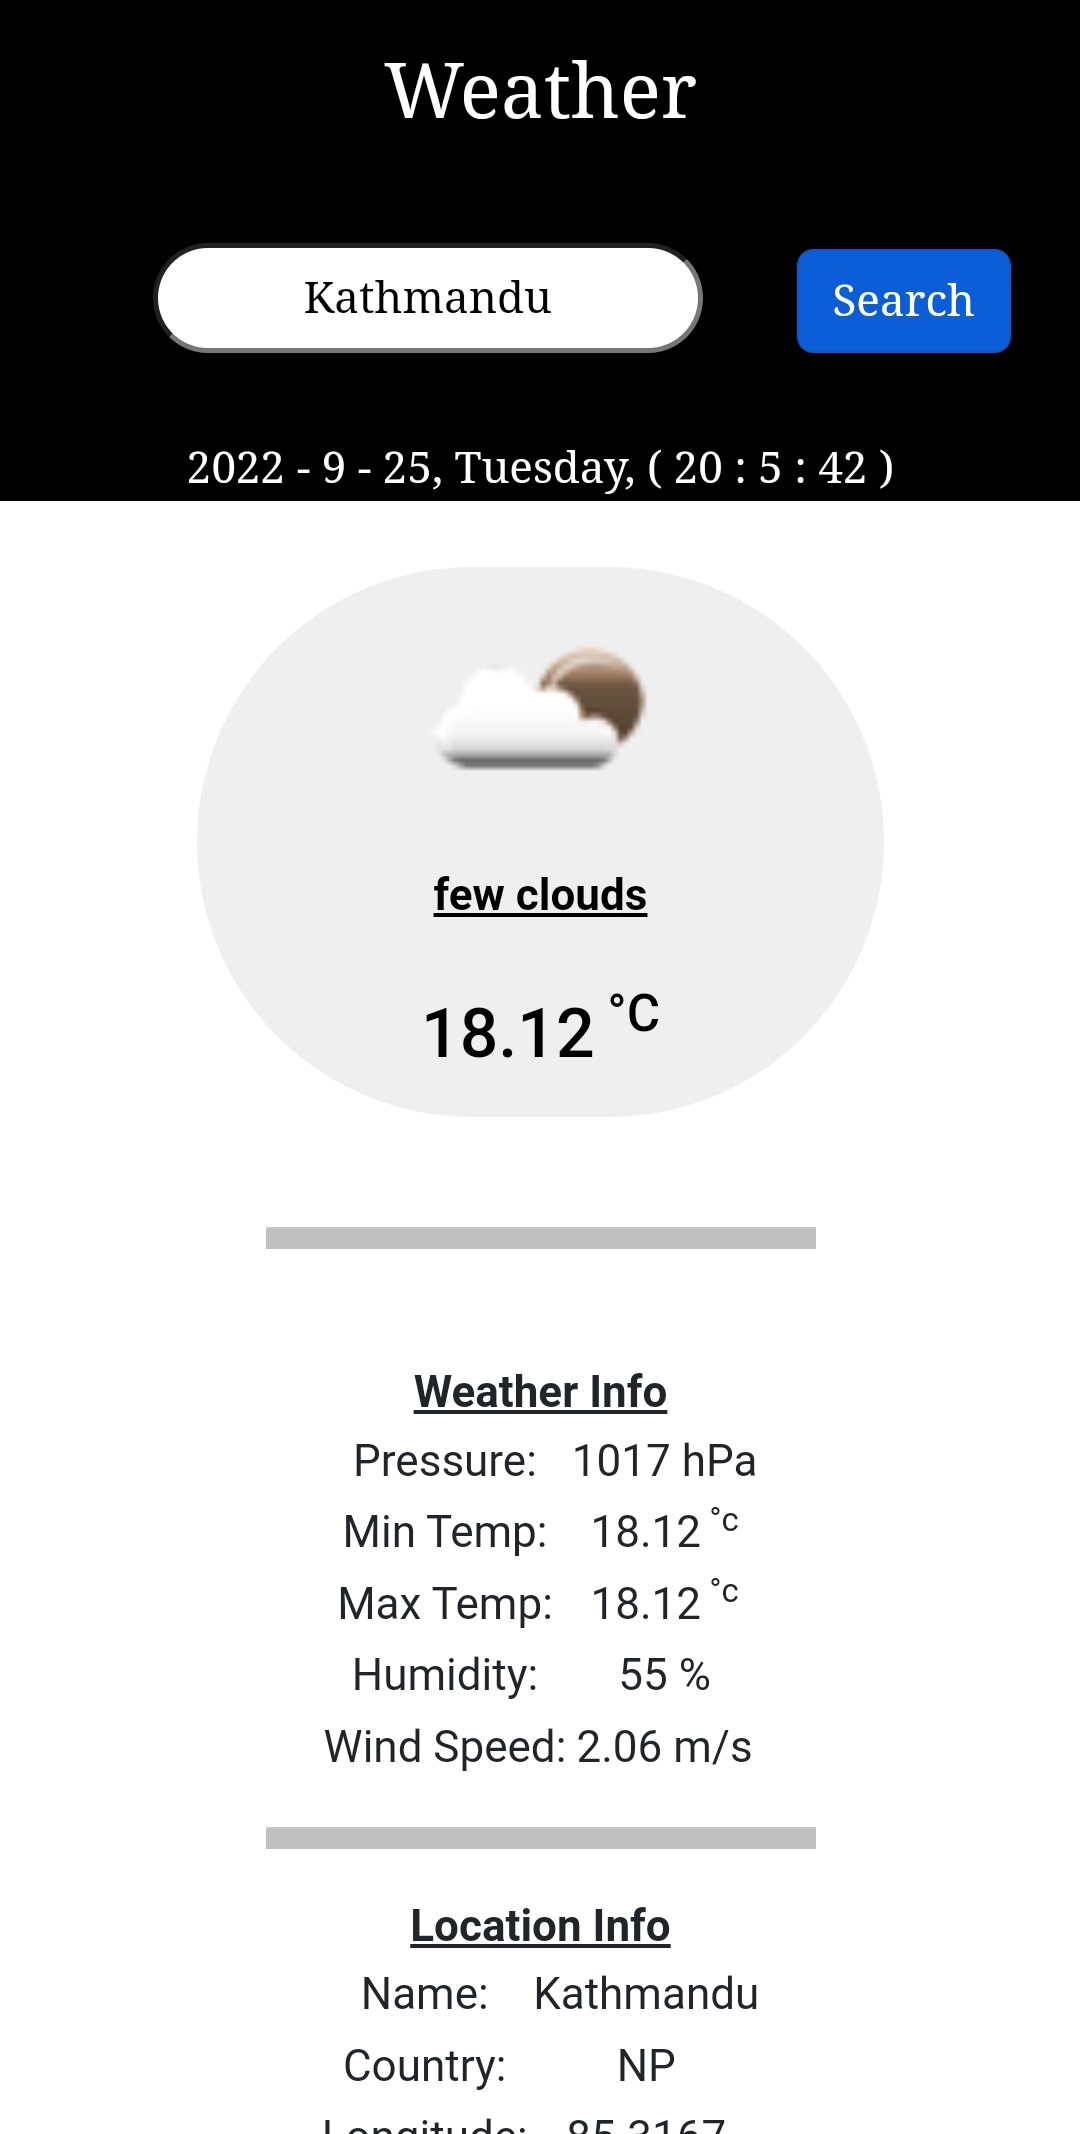 Weather
Kathmandu
Search
2022 - 9 - 25, Tuesday, ( 20 : 5 : 42 )
few clouds
18.12 °C
Weather Info
Pressure: 1017 hPa
Min Temp: 18.12 °c
Max Temp: 18.12 °c
Humidity: 55 %
Wind Speed: 2.06 m/s
Location Info
Name: Kathmandu
Country: NP
Longitude: 85.3167